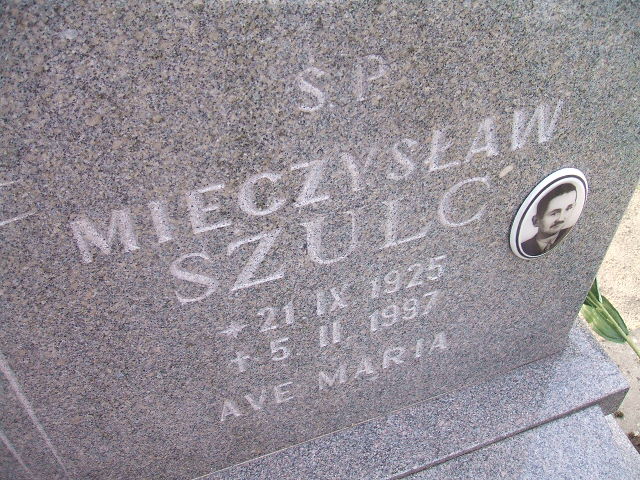 Ś.P.
MIECZYSŁAW
SZULC
* 21 IX 1925
+ 5. II. 1997
AVE MARIA